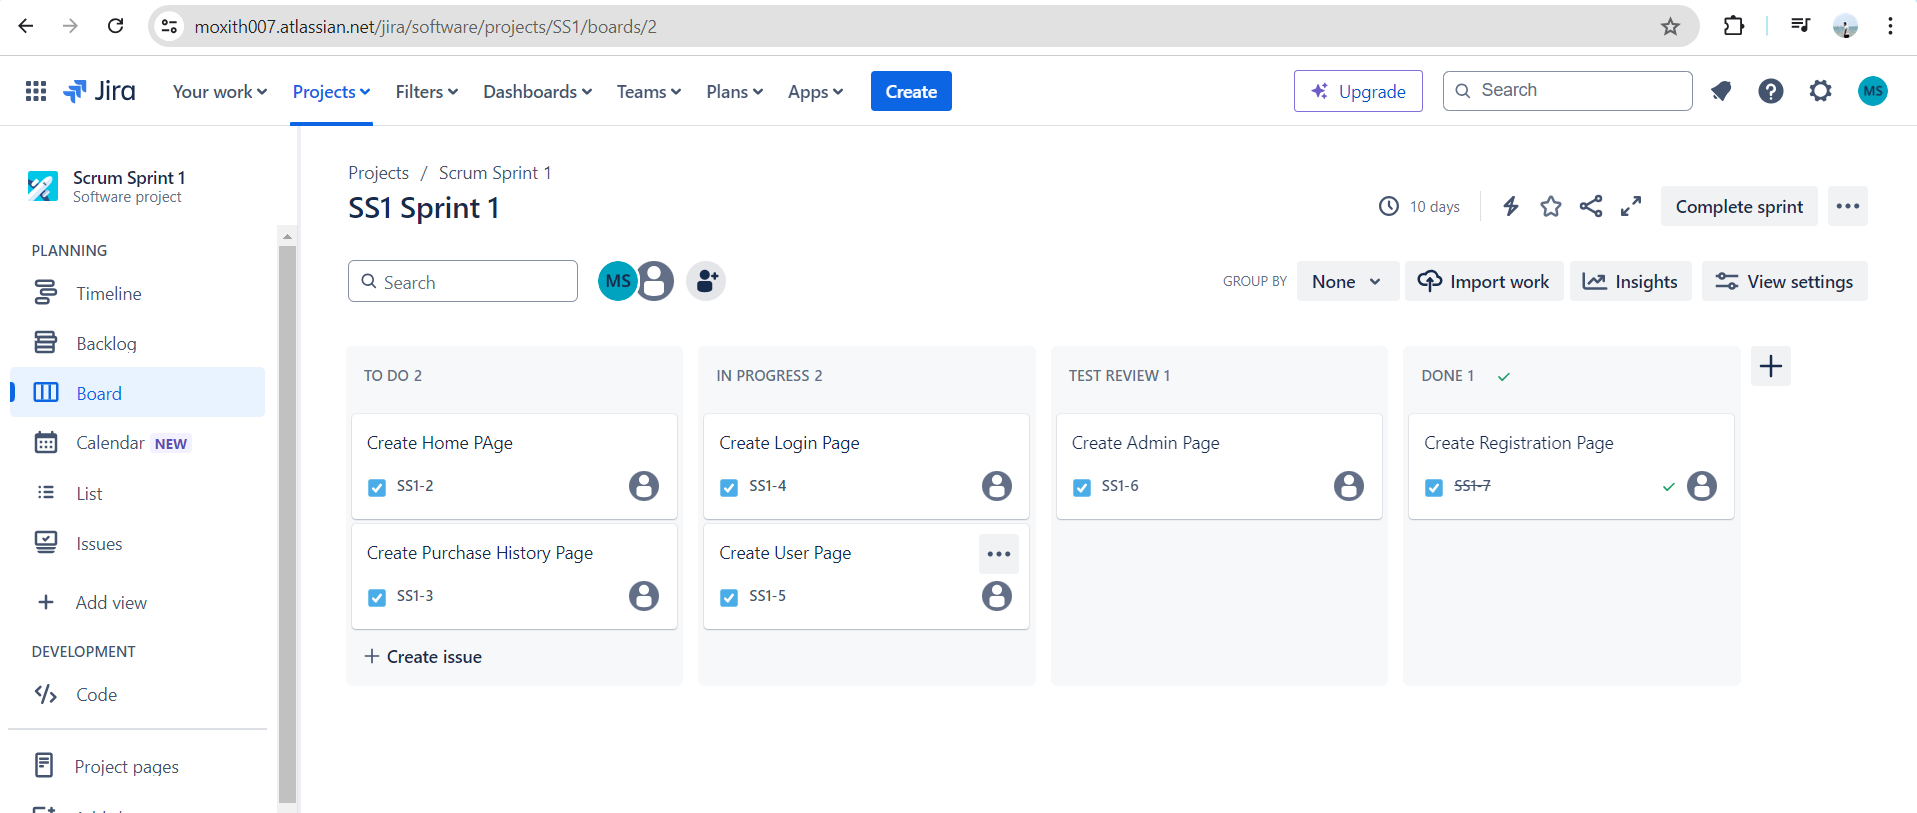 moxith007.atlassian.net/jira/software/projects/SS1/boards/2
Jira
Your work
Projects
Filters
Dashboards
Teams
Plans
Apps
Create
Upgrade
Search
MS
Scrum Sprint 1
Software project
PLANNING
Timeline
Backlog
Board
Calendar NEW
List
Issues
Add view
DEVELOPMENT
Code
Project pages
Projects / Scrum Sprint 1
SS1 Sprint 1
10 days
Complete sprint
Search
MS
GROUP BY
None
Import work
Insights
View settings
TO DO 2
Create Home PAge
SS1-2
Create Purchase History Page
SS1-3
+ Create issue
IN PROGRESS 2
Create Login Page
SS1-4
Create User Page
SS1-5
TEST REVIEW 1
Create Admin Page
SS1-6
DONE 1
Create Registration Page
SS1-7